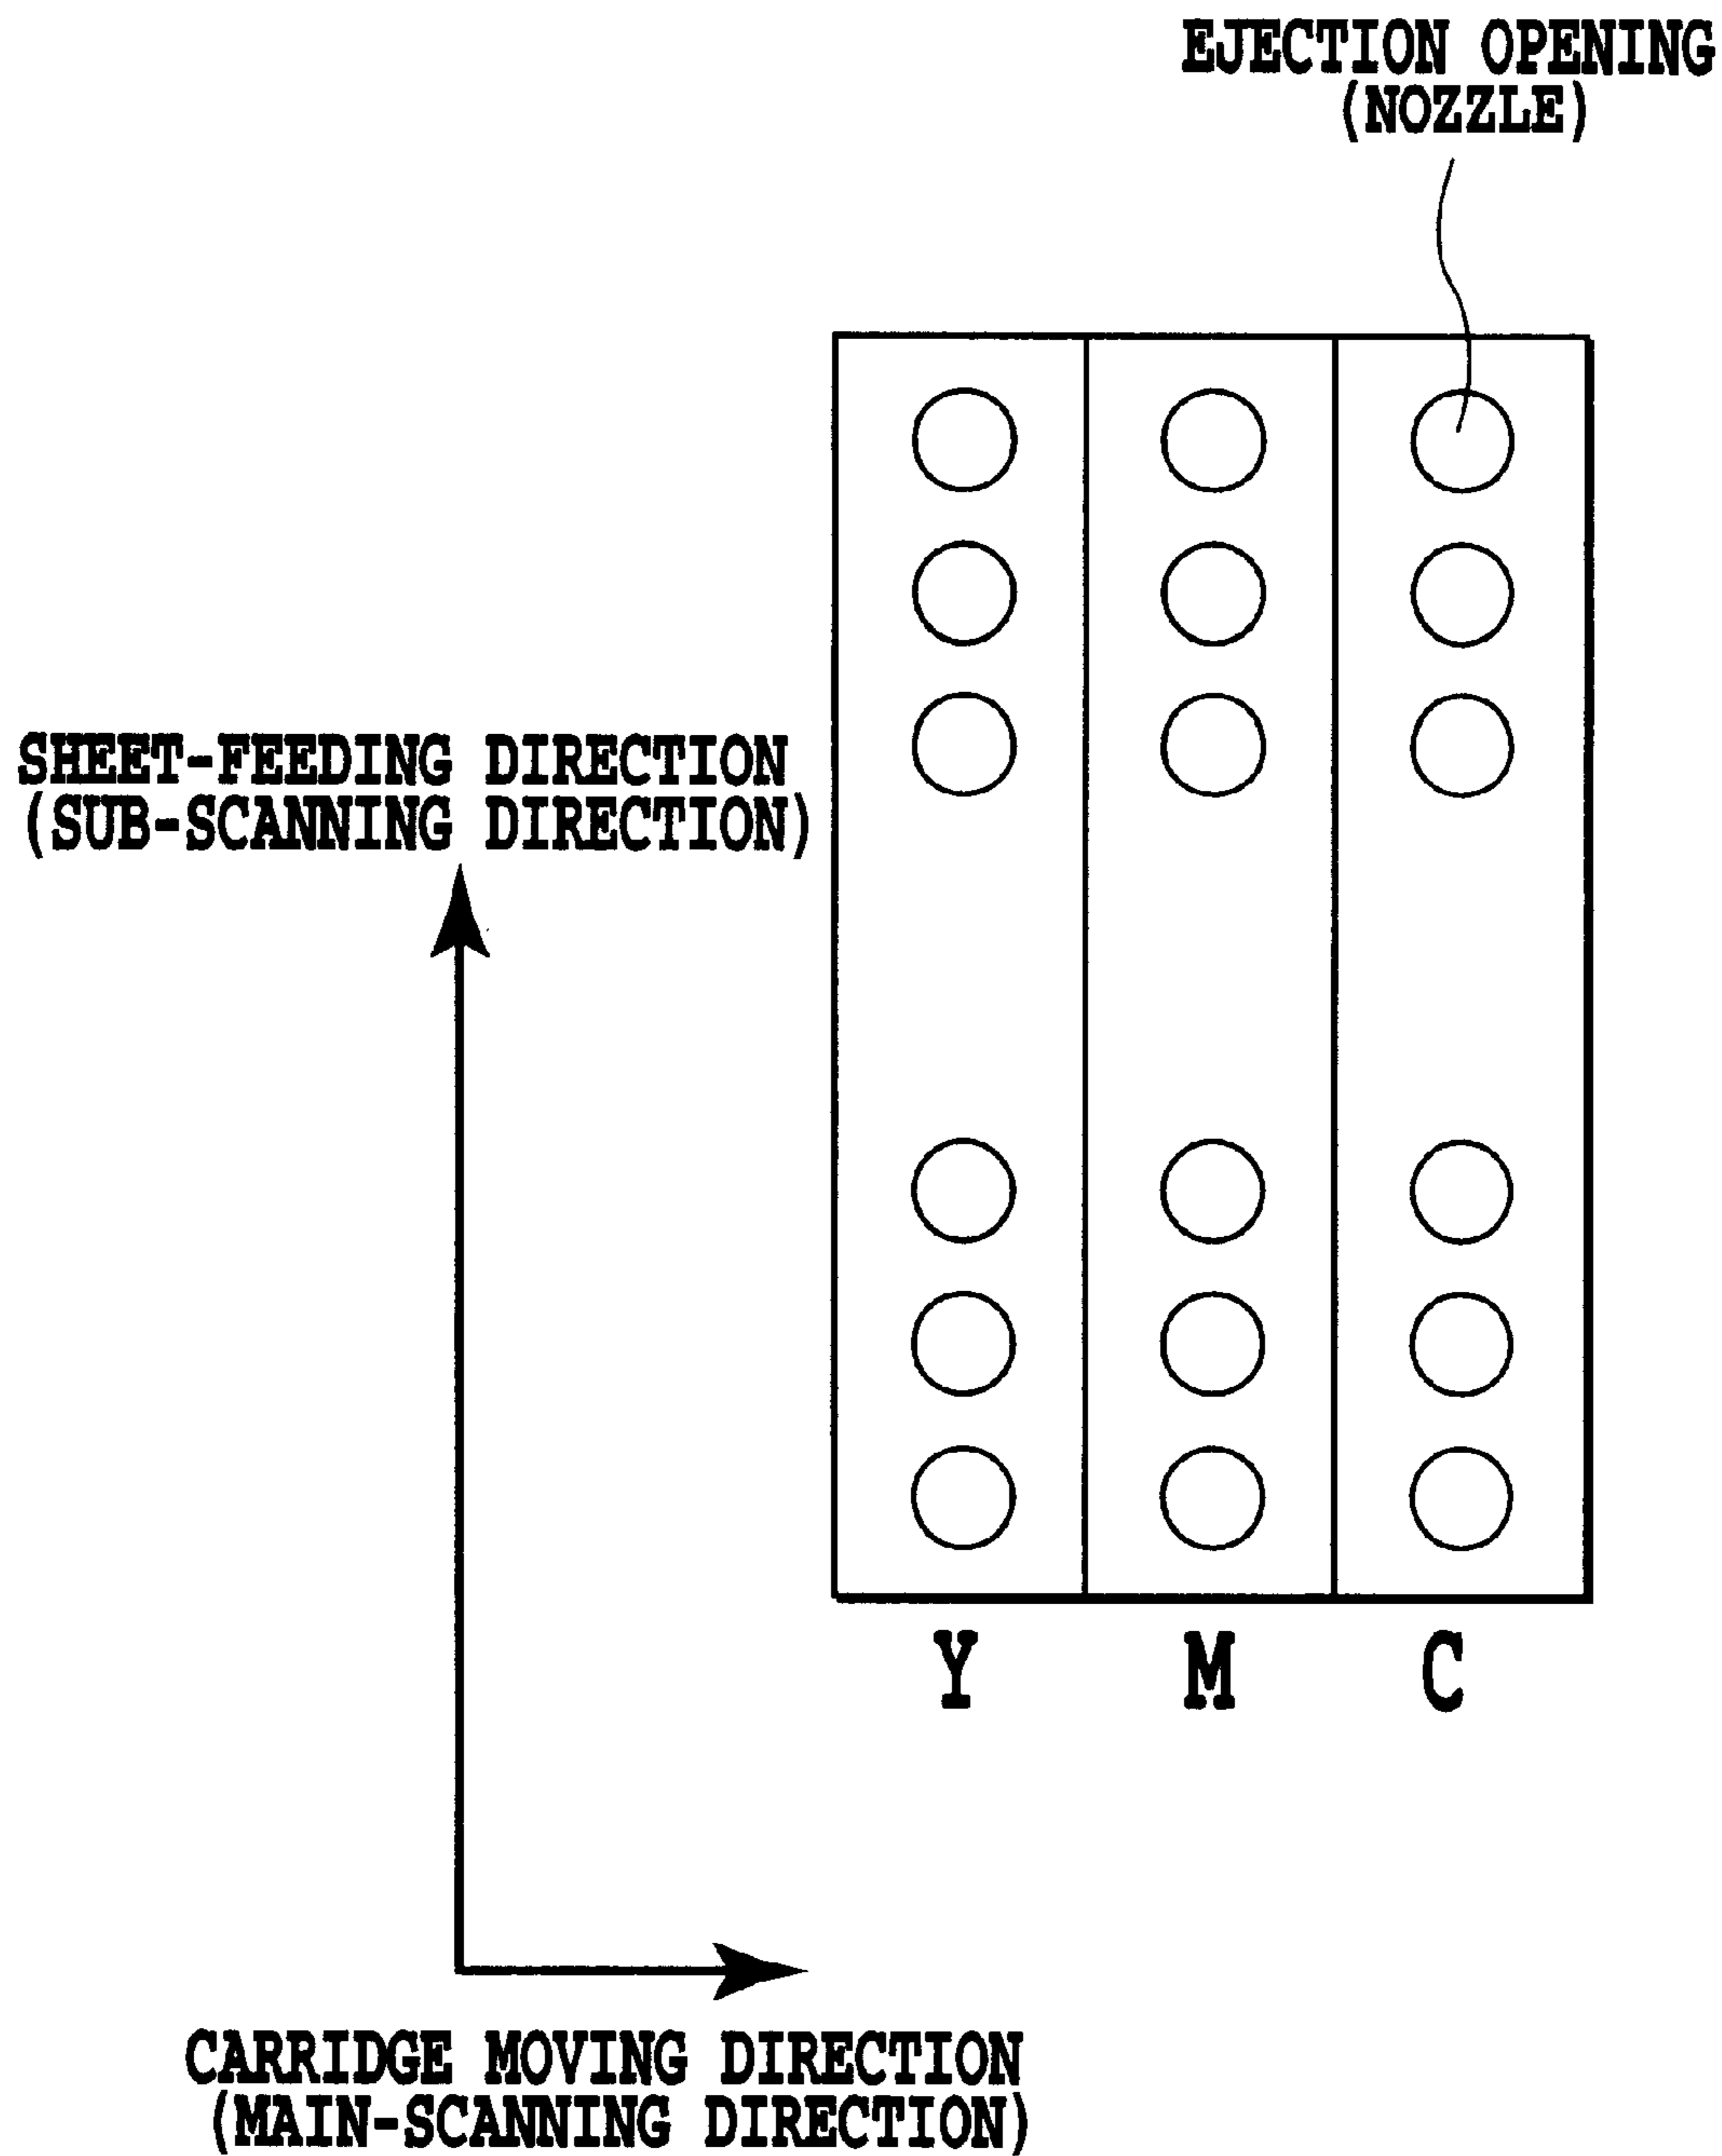 EJECTION OPENING
(NOZZLE)
SHEET-FEEDING DIRECTION
(SUB-SCANNING DIRECTION)
Y M C
CARRIDGE MOVING DIRECTION
(MAIN-SCANNING DIRECTION)